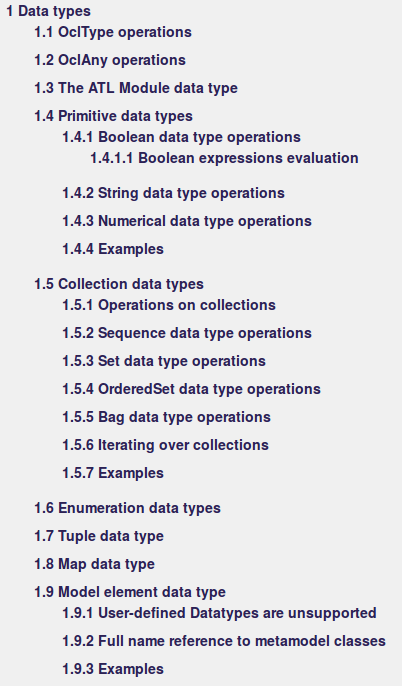 1 Data types
1.1 OclType operations
1.2 OclAny operations
1.3 The ATL Module data type
1.4 Primitive data types
1.4.1 Boolean data type operations
1.4.1.1 Boolean expressions evaluation
1.4.2 String data type operations
1.4.3 Numerical data type operations
1.4.4 Examples
1.5 Collection data types
1.5.1 Operations on collections
1.5.2 Sequence data type operations
1.5.3 Set data type operations
1.5.4 OrderedSet data type operations
1.5.5 Bag data type operations
1.5.6 Iterating over collections
1.5.7 Examples
1.6 Enumeration data types
1.7 Tuple data type
1.8 Map data type
1.9 Model element data type
1.9.1 User-defined Datatypes are unsupported
1.9.2 Full name reference to metamodel classes
1.9.3 Examples